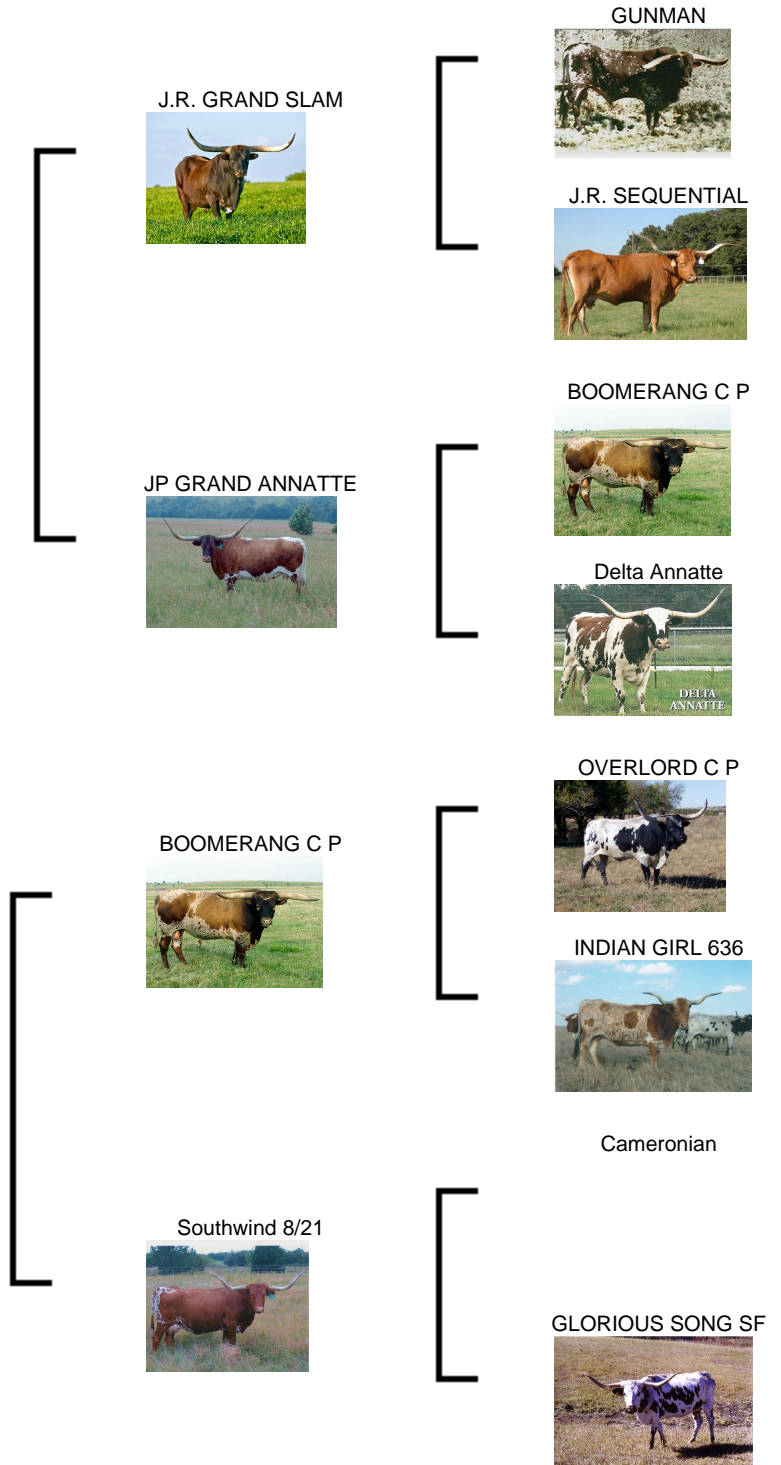 GUNMAN
J.R. GRAND SLAM
J.R. SEQUENTIAL
BOOMERANG C P
JP GRAND ANNATTE
Delta Annatte
DELTA
ANNATTE
OVERLORD C P
BOOMERANG C P
INDIAN GIRL 636
Cameronian
Southwind 8/21
GLORIOUS SONG SF